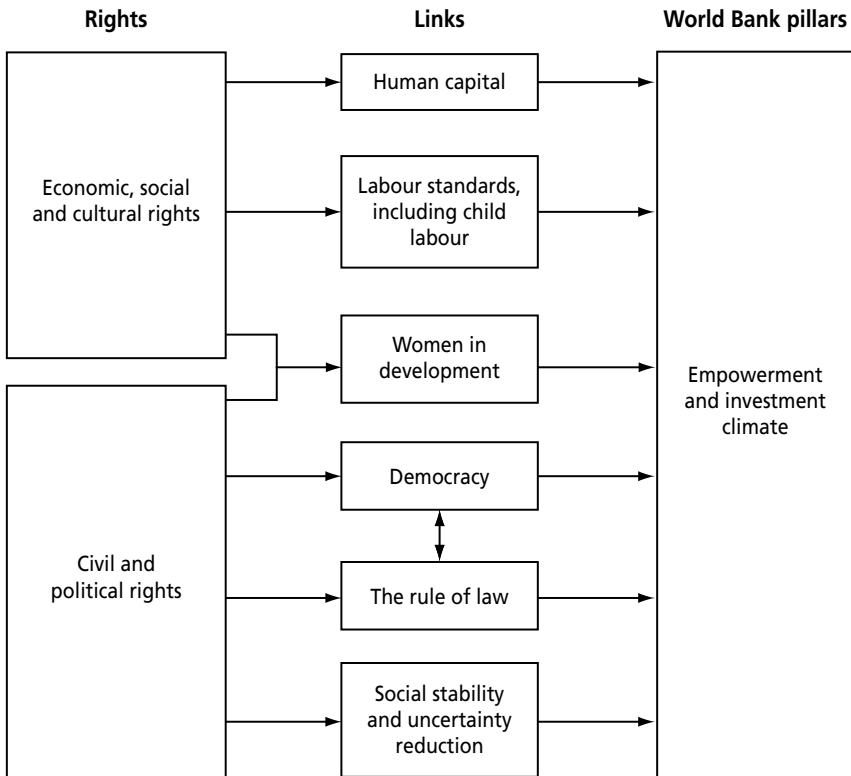 Rights
Links
World Bank pillars
Economic, social
and cultural rights
Civil and
political rights
Human capital
Labour standards,
including child
labour
Women in
development
Democracy
The rule of law
Social stability
and uncertainty
reduction
Empowerment
and investment
climate